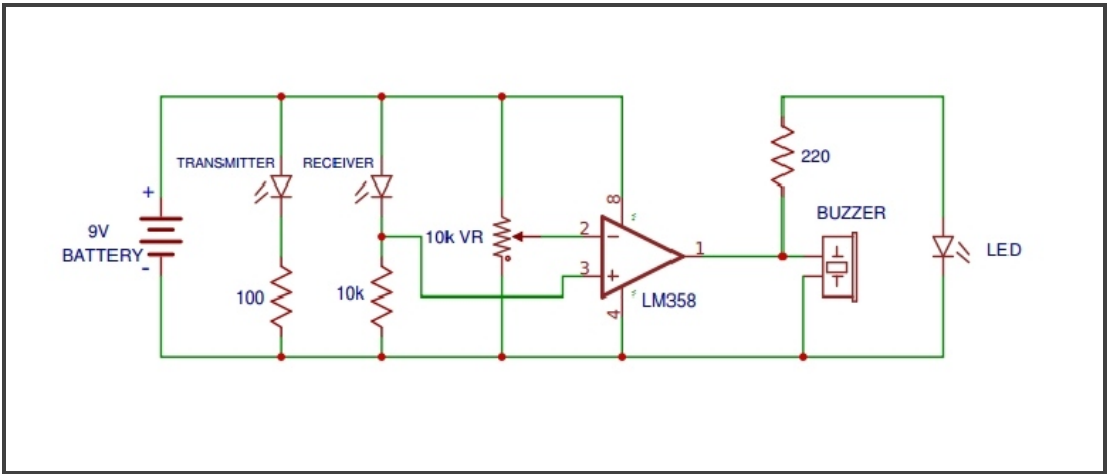 TRANSMITTER
RECEIVER
+
9V
BATTERY
-
100
10k
10k VR
2
3
8
4
1
-
+
LM358
220
BUZZER
LED